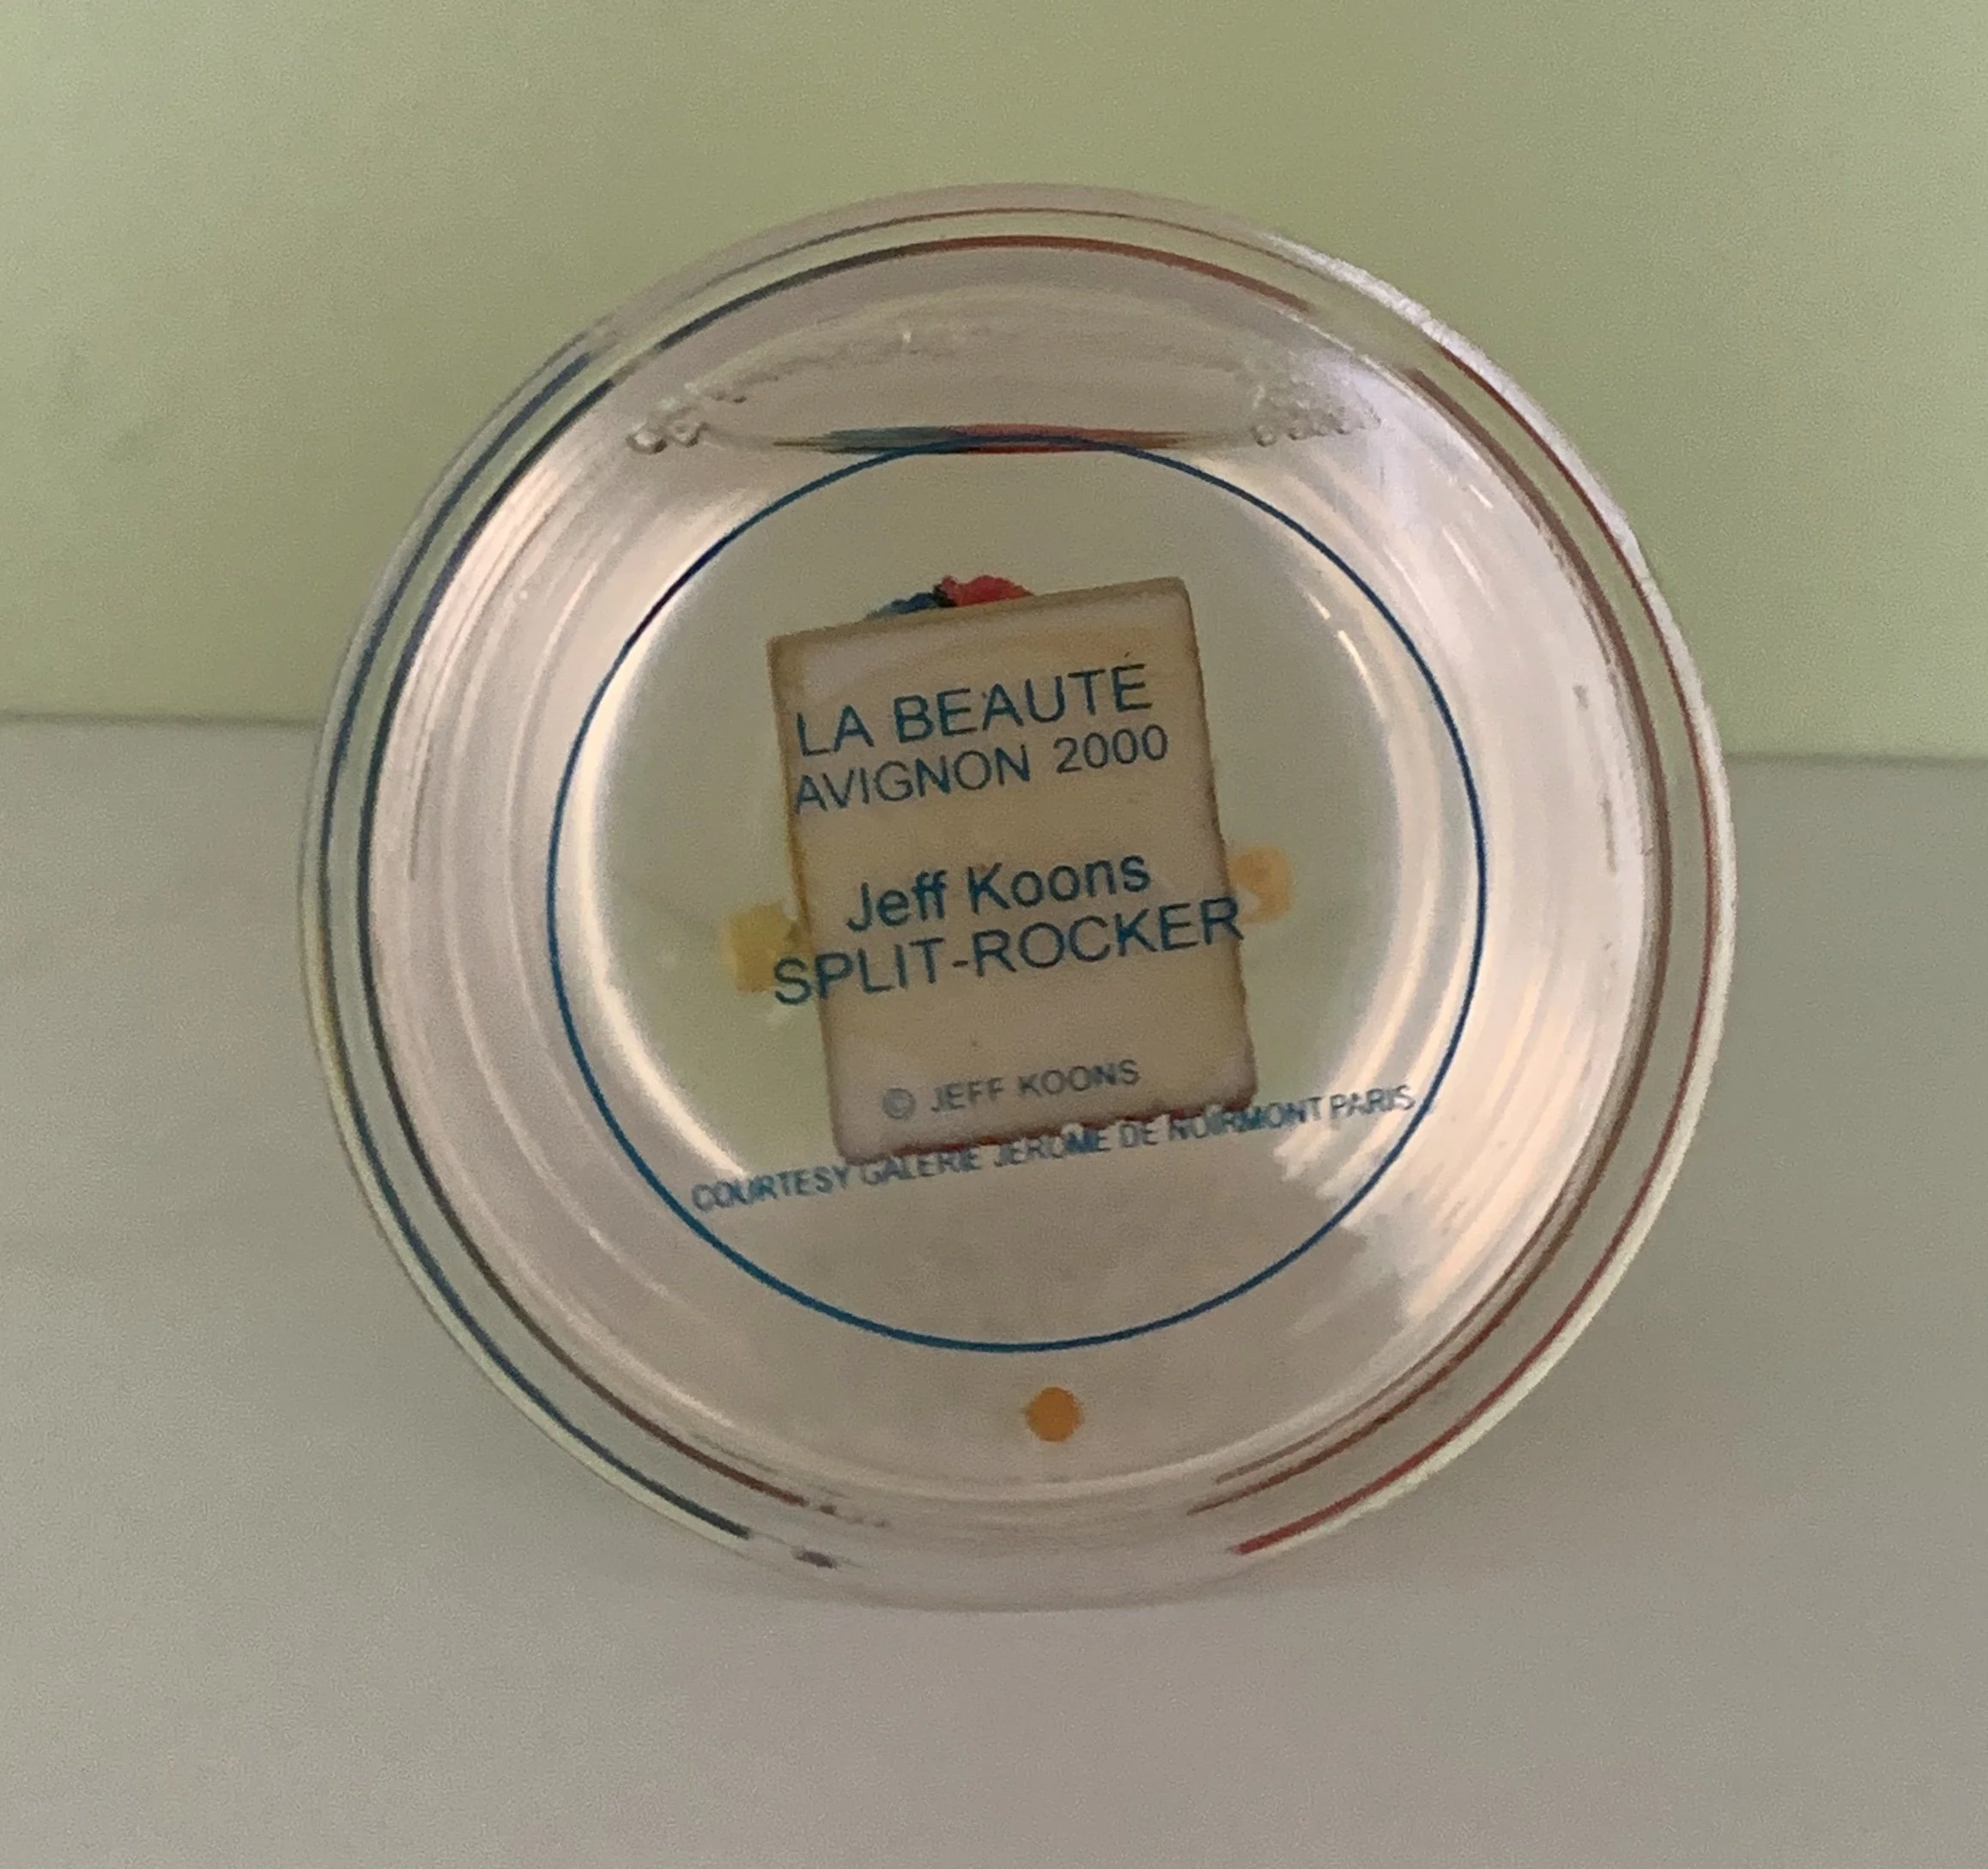 LA BEAUTÉ
AVIGNON 2000
Jeff Koons
SPLIT-ROCKER
© JEFF KOONS
COURTESY GALERIE JEROME DE NOIRMONT PARIS